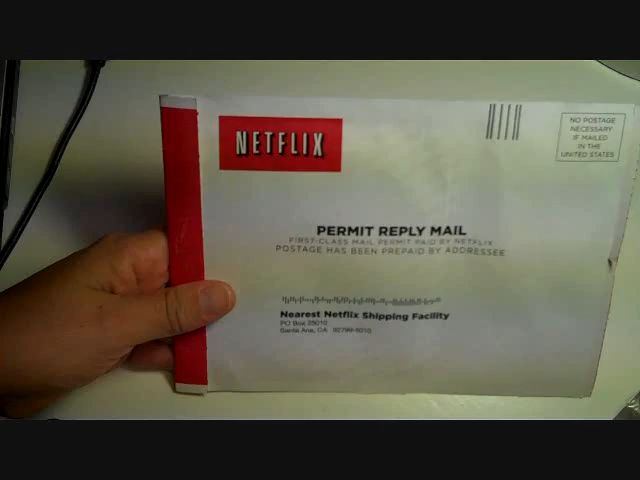 NETFLIX
NO POSTAGE
NECESSARY
IF MAILED
IN THE
UNITED STATES
PERMIT REPLY MAIL
FIRST-CLASS MAIL PERMIT PAID BY NETFLIX
POSTAGE HAS BEEN PREPAID BY ADDRESSEE
Nearest Netflix Shipping Facility
PO Box 25015
Santa Ana, CA 92799-5015